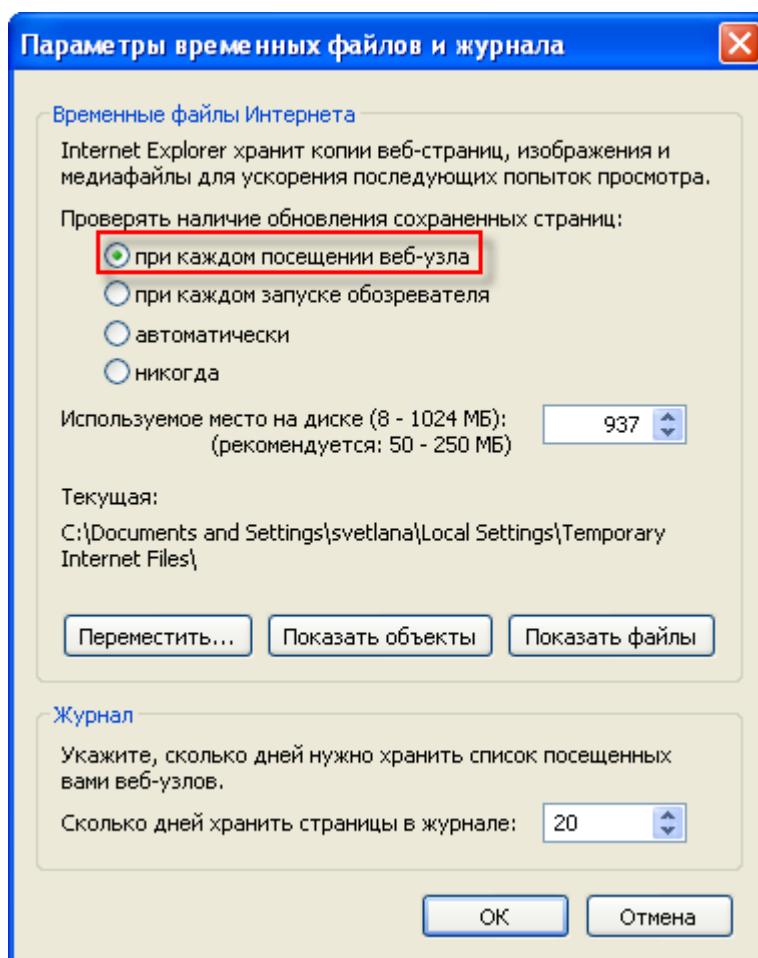 Параметры временных файлов и журнала
Временные файлы Интернета
Internet Explorer хранит копии веб-страниц, изображения и
медиафайлы для ускорения последующих попыток просмотра.
Проверять наличие обновления сохраненных страниц:
при каждом посещении веб-узла
при каждом запуске обозревателя
автоматически
никогда
Используемое место на диске (8 - 1024 МБ): 937
(рекомендуется: 50 - 250 МБ)
Текущая:
C:\Documents and Settings\svetlana\Local Settings\Temporary
Internet Files\
Переместить... Показать объекты Показать файлы
Журнал
Укажите, сколько дней нужно хранить список посещенных
вами веб-узлов.
Сколько дней хранить страницы в журнале: 20
ОК Отмена